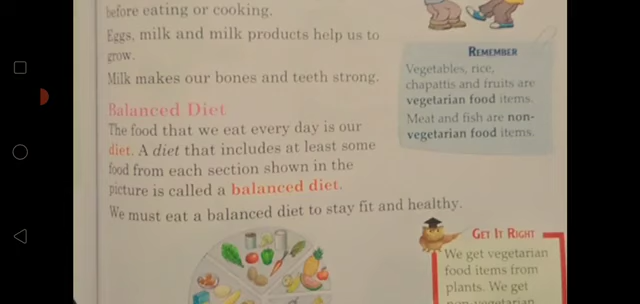 before eating or cooking.
Eggs, milk and milk products help us to
grow.
Milk makes our bones and teeth strong.
Balanced Diet
The food that we eat every day is our
diet. A diet that includes at least some
food from each section shown in the
picture is called a balanced diet.
We must eat a balanced diet to stay fit and healthy.
REMEMBER
Vegetables, rice,
chapattis and fruits are
vegetarian food items.
Meat and fish are non-
vegetarian food items.
GET IT RIGHT
We get vegetarian
food items from
plants. We get
non-vegetarian